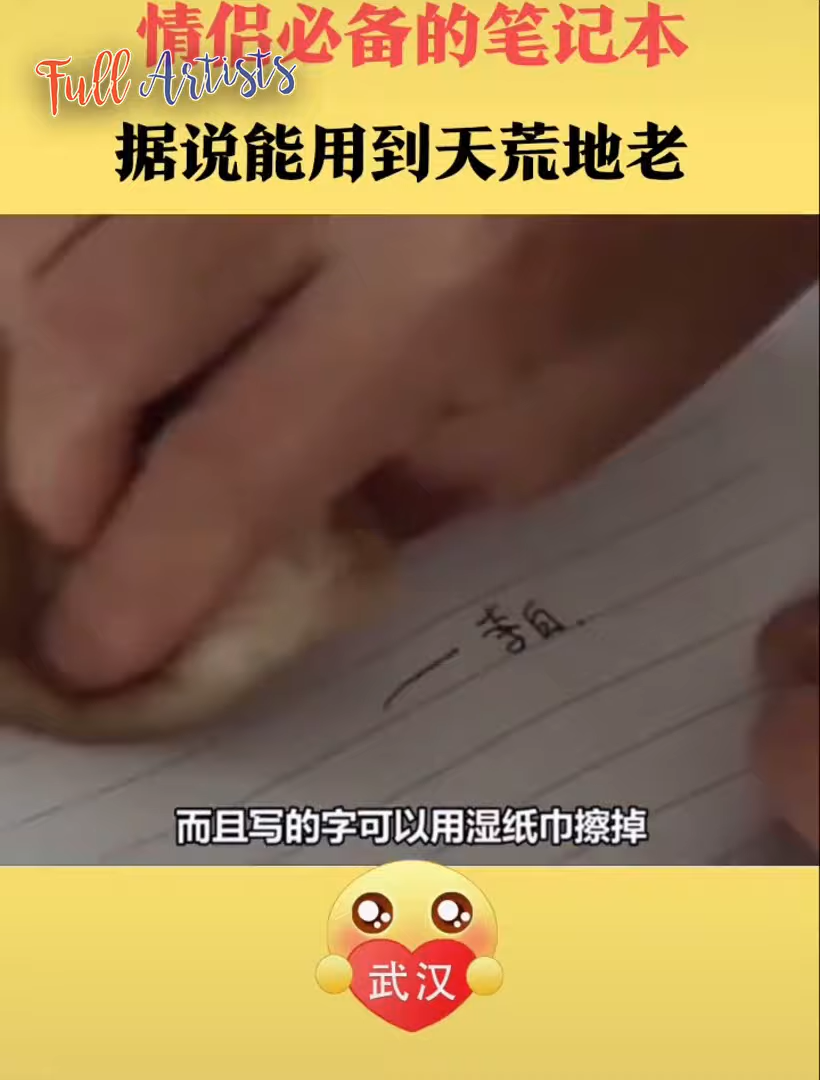 情侣必备的笔记本
Full Artists
据说能用到天荒地老
而且写的字可以用湿纸巾擦掉
武汉